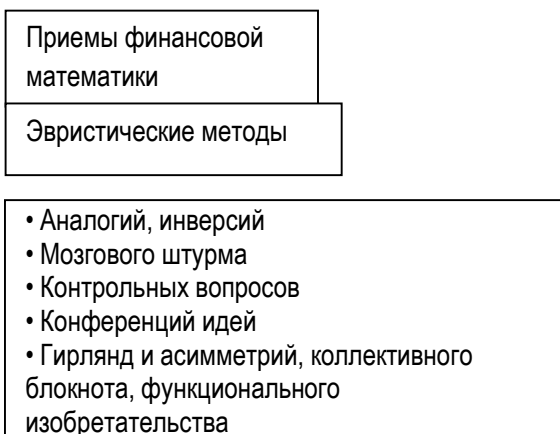 Приемы финансовой
математики
Эвристические методы
• Аналогий, инверсий
• Мозгового штурма
• Контрольных вопросов
• Конференций идей
• Гирлянд и асимметрий, коллективного
блокнота, функционального
изобретательства